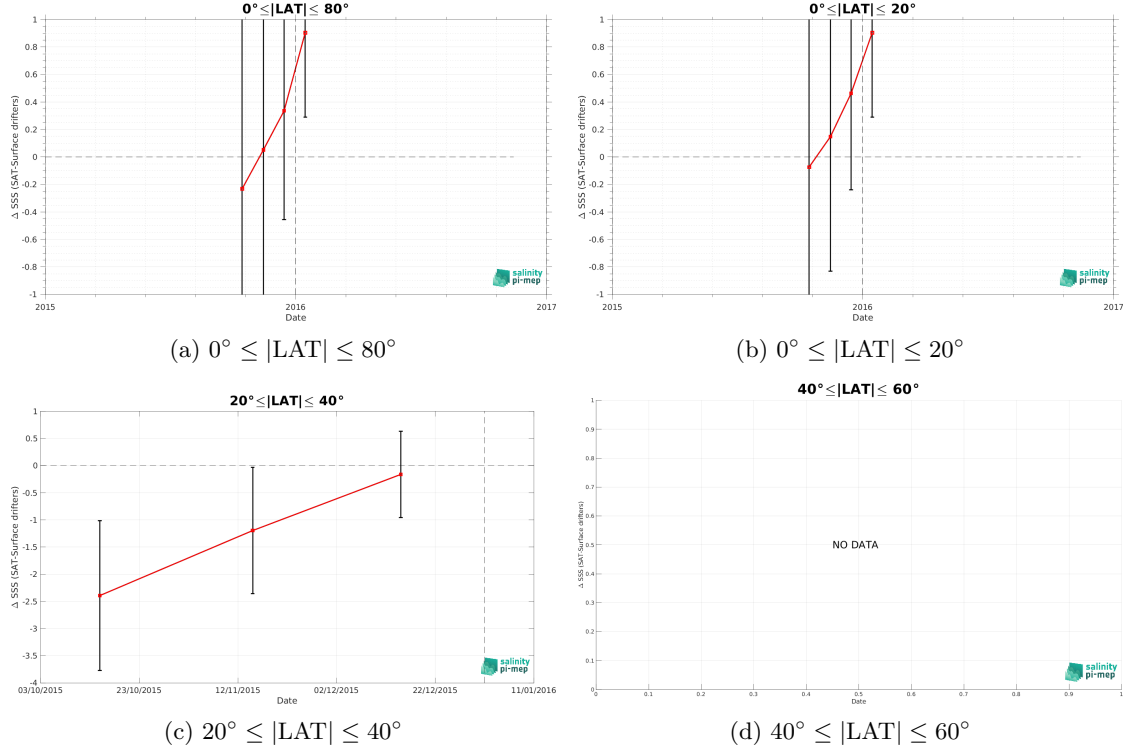 0°≤|LAT|≤ 80°
1
0.8
0.6
0.4
0.2
0
-0.2
-0.4
-0.6
-0.8
-1
Δ SSS (SAT-Surface drifters)
2015
2016
2017
Date
salinity
pi-mep
(a) 0° ≤ |LAT| ≤ 80°
0°≤|LAT|≤ 20°
1
0.8
0.6
0.4
0.2
0
-0.2
-0.4
-0.6
-0.8
-1
Δ SSS (SAT-Surface drifters)
2015
2016
2017
Date
salinity
pi-mep
(b) 0° ≤ |LAT| ≤ 20°
20°≤|LAT|≤ 40°
1
0.5
0
-0.5
-1
-1.5
-2
-2.5
-3
-3.5
-4
Δ SSS (SAT-Surface drifters)
03/10/2015
23/10/2015
12/11/2015
02/12/2015
22/12/2015
11/01/2016
Date
salinity
pi-mep
(c) 20° ≤ |LAT| ≤ 40°
40°≤|LAT|≤ 60°
1
0.9
0.8
0.7
0.6
0.5
0.4
0.3
0.2
0.1
0
Δ SSS (SAT-Surface drifters)
NO DATA
0
0.1
0.2
0.3
0.4
0.5
0.6
0.7
0.8
0.9
1
Date
salinity
pi-mep
(d) 40° ≤ |LAT| ≤ 60°